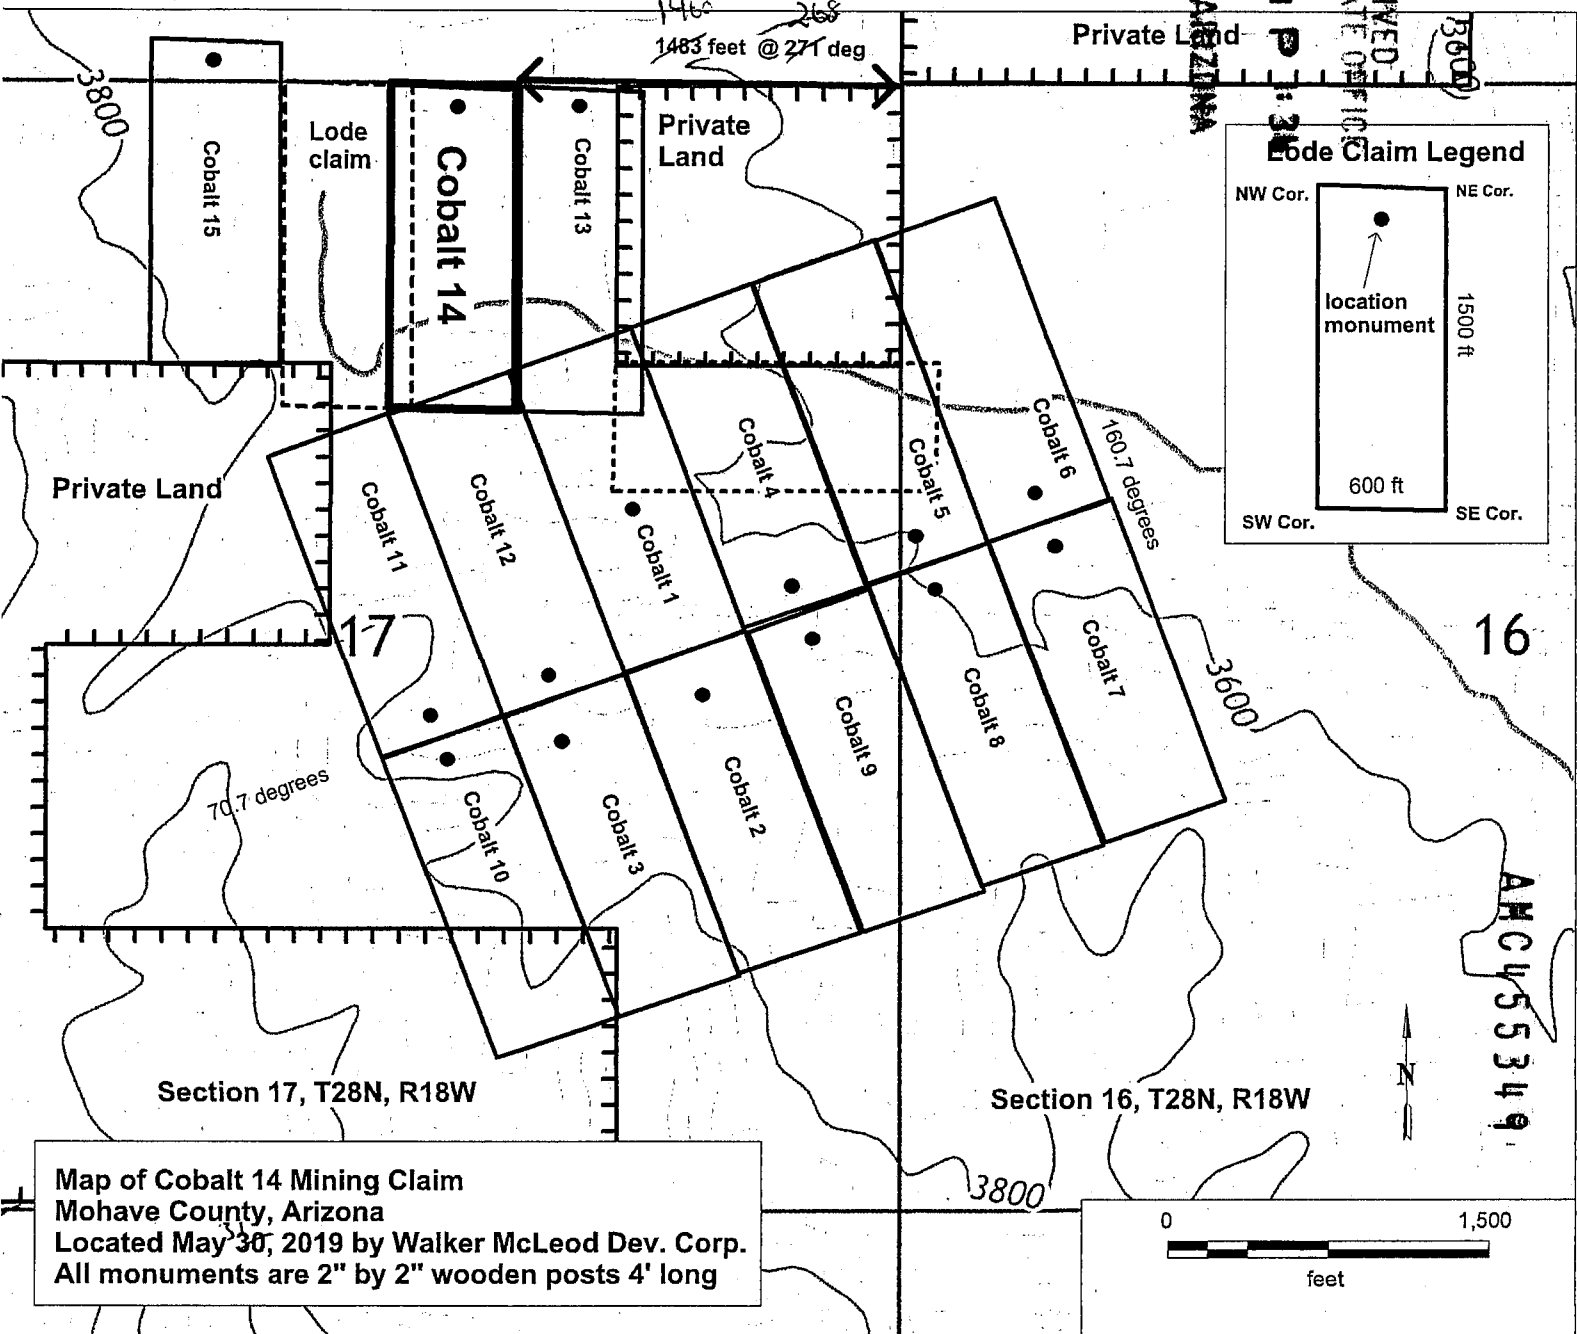 1460 268
1483 feet @ 271 deg
Private Land
3600
3800
Lode
claim
Private
Land
Cobalt 15
Cobalt 14
Cobalt 13
Lode Claim Legend
NW Cor.
NE Cor.
location
monument
1500 ft
600 ft
SW Cor.
SE Cor.
Private Land
Cobalt 11
Cobalt 12
Cobalt 1
Cobalt 4
Cobalt 5
Cobalt 6
160.7 degrees
17
16
Cobalt 10
Cobalt 3
Cobalt 2
Cobalt 9
Cobalt 8
Cobalt 7
3600
70.7 degrees
AMC455349
Section 17, T28N, R18W
Section 16, T28N, R18W
N
3800
Map of Cobalt 14 Mining Claim
Mohave County, Arizona
31
Located May 30, 2019 by Walker McLeod Dev. Corp.
All monuments are 2" by 2" wooden posts 4' long
0 1,500
feet